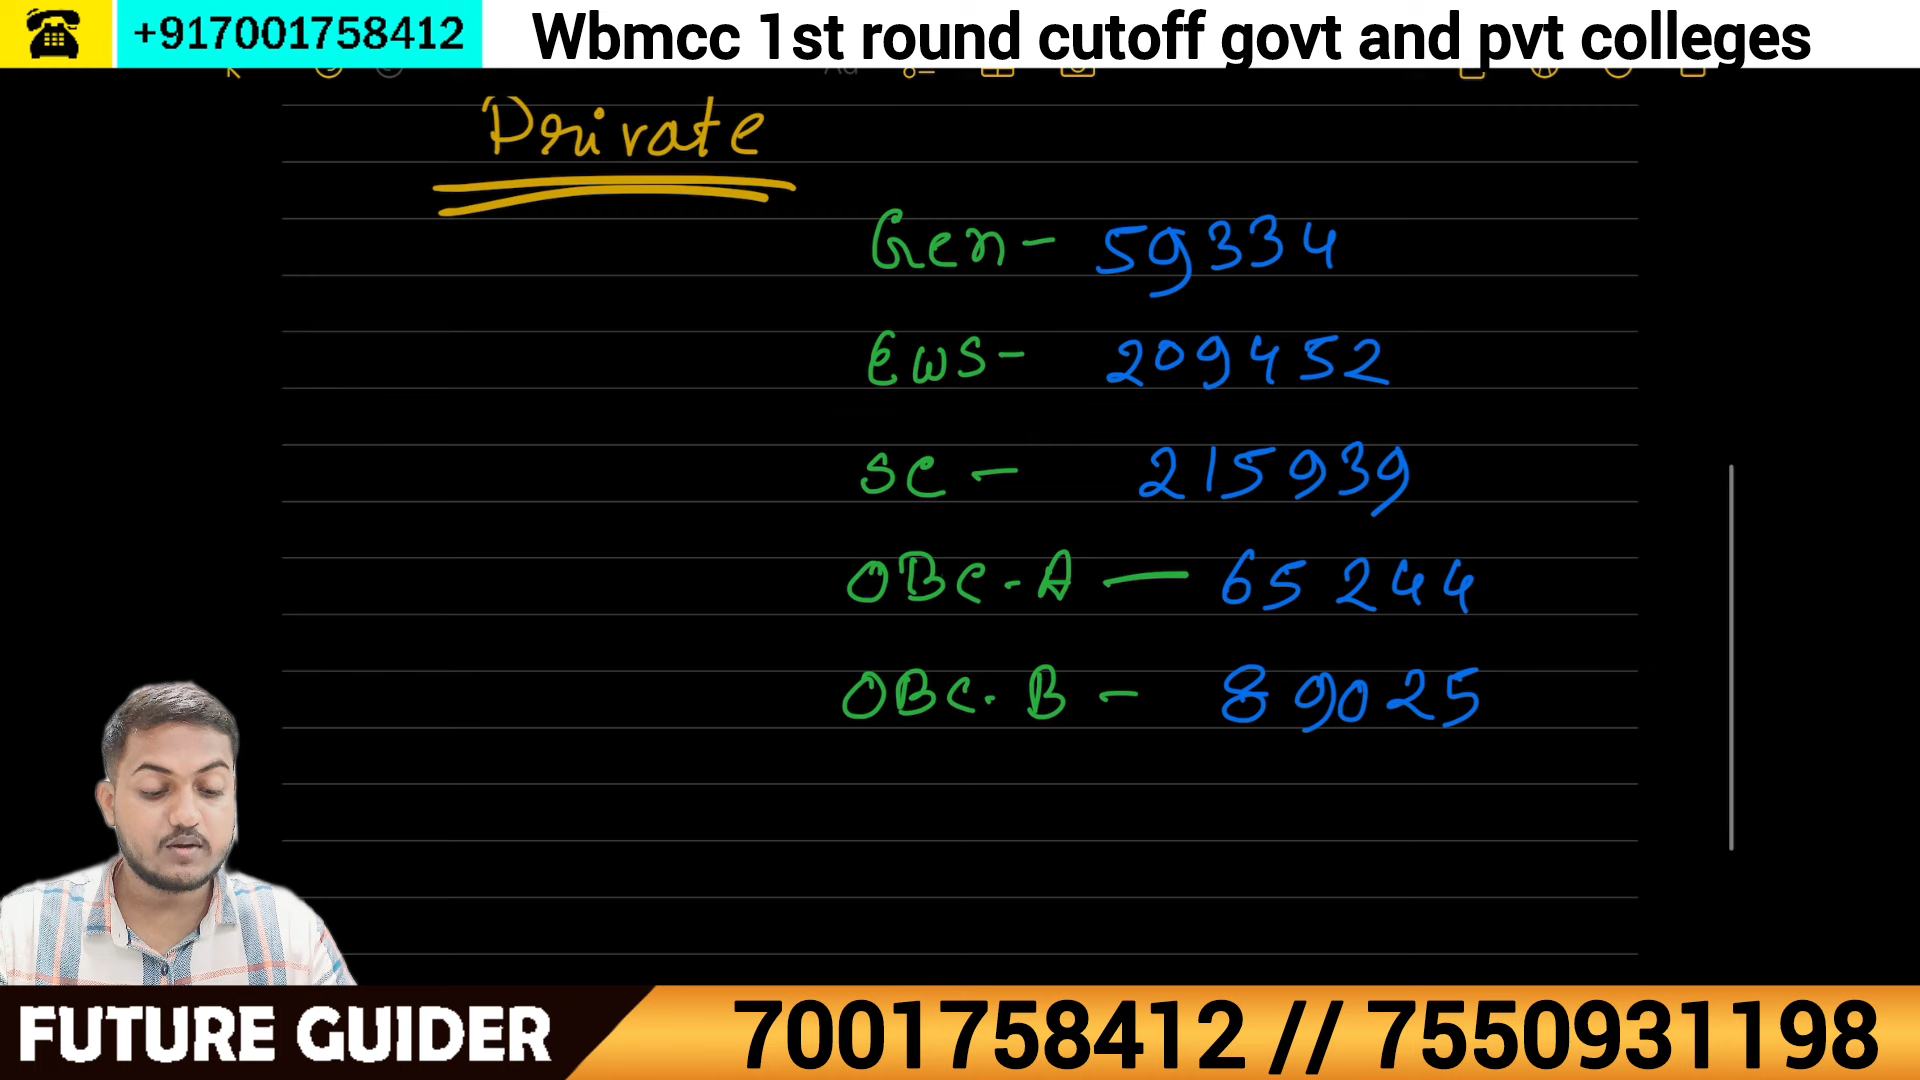 +917001758412 Wbmcc 1st round cutoff govt and pvt colleges
Private
Gen - 59334
EWS - 209452
SC - 215939
OBC-A - 65244
OBC-B - 89025
FUTURE GUIDER 7001758412 // 7550931198